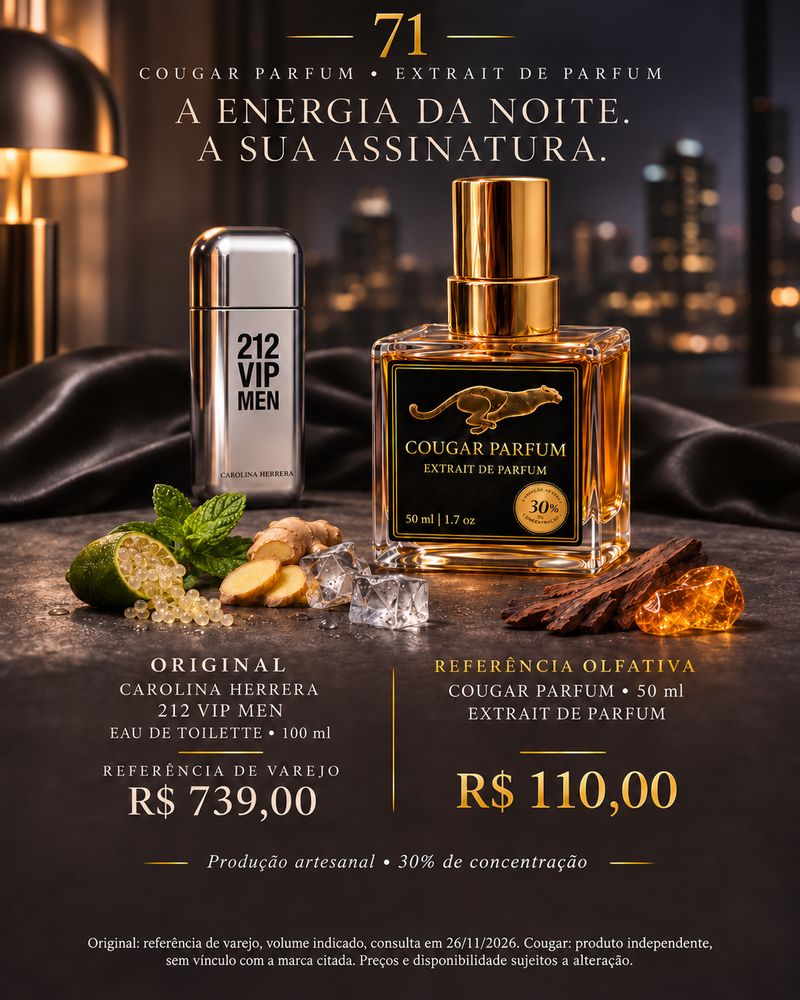 71
COUGAR PARFUM • EXTRAIT DE PARFUM
A ENERGIA DA NOITE.
A SUA ASSINATURA.
212
VIP
MEN
CAROLINA HERRERA
COUGAR PARFUM
EXTRAIT DE PARFUM
50 ml | 1.7 oz
30%
DE
CONCENTRAÇÃO
ORIGINAL
CAROLINA HERRERA
212 VIP MEN
EAU DE TOILETTE • 100 ml
REFERÊNCIA DE VAREJO
R$ 739,00
REFERÊNCIA OLFATIVA
COUGAR PARFUM • 50 ml
EXTRAIT DE PARFUM
R$ 110,00
Produção artesanal • 30% de concentração
Original: referência de varejo, volume indicado, consulta em 26/11/2026. Cougar: produto independente,
sem vínculo com a marca citada. Preços e disponibilidade sujeitos a alteração.